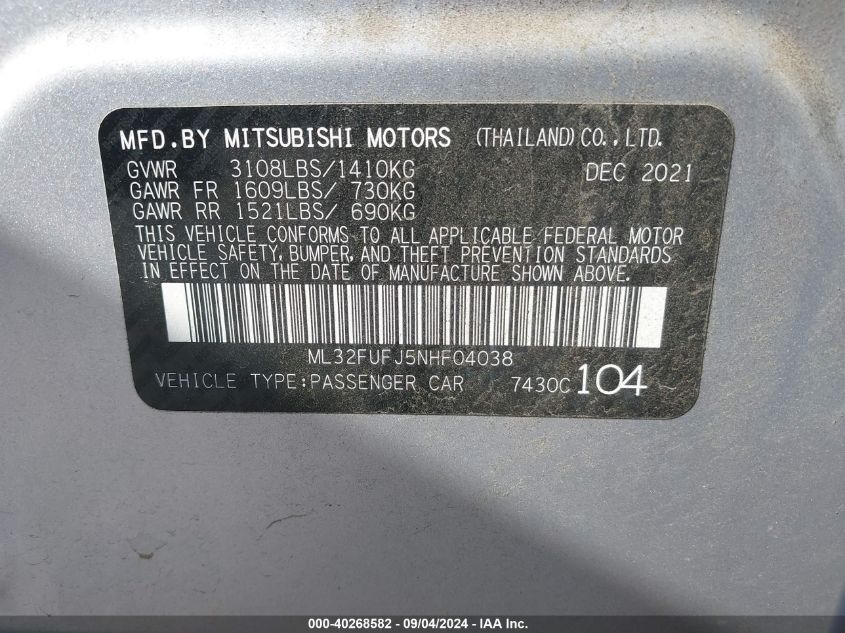 MFD.BY MITSUBISHI MOTORS (THAILAND) CO., LTD.
GVWR 3108LBS/1410KG DEC 2021
GAWR FR 1609LBS/ 730KG
GAWR RR 1521LBS/ 690KG
THIS VEHICLE CONFORMS TO ALL APPLICABLE FEDERAL MOTOR
VEHICLE SAFETY, BUMPER, AND THEFT PREVENTION STANDARDS
IN EFFECT ON THE DATE OF MANUFACTURE SHOWN ABOVE.
ML32FUFJ5NHF04038
VEHICLE TYPE:PASSENGER CAR 7430C 104
000-40268582 - 09/04/2024 - IAA Inc.